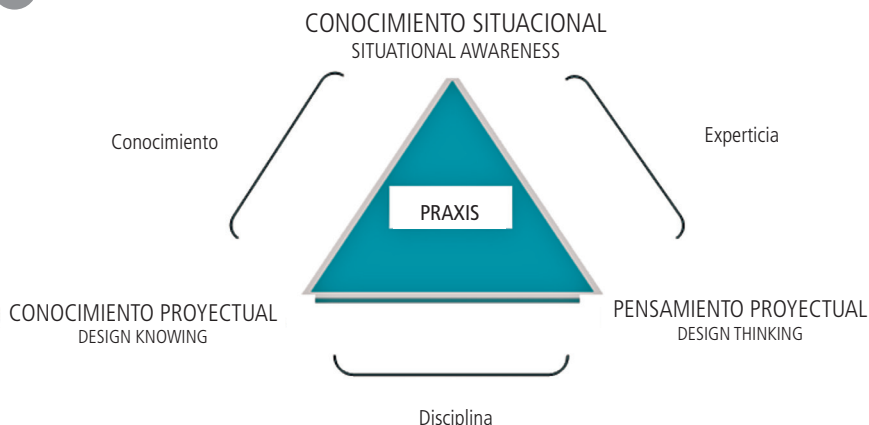 CONOCIMIENTO SITUACIONAL
SITUATIONAL AWARENESS
Conocimiento
Experticia
PRAXIS
CONOCIMIENTO PROYECTUAL
DESIGN KNOWING
PENSAMIENTO PROYECTUAL
DESIGN THINKING
Disciplina